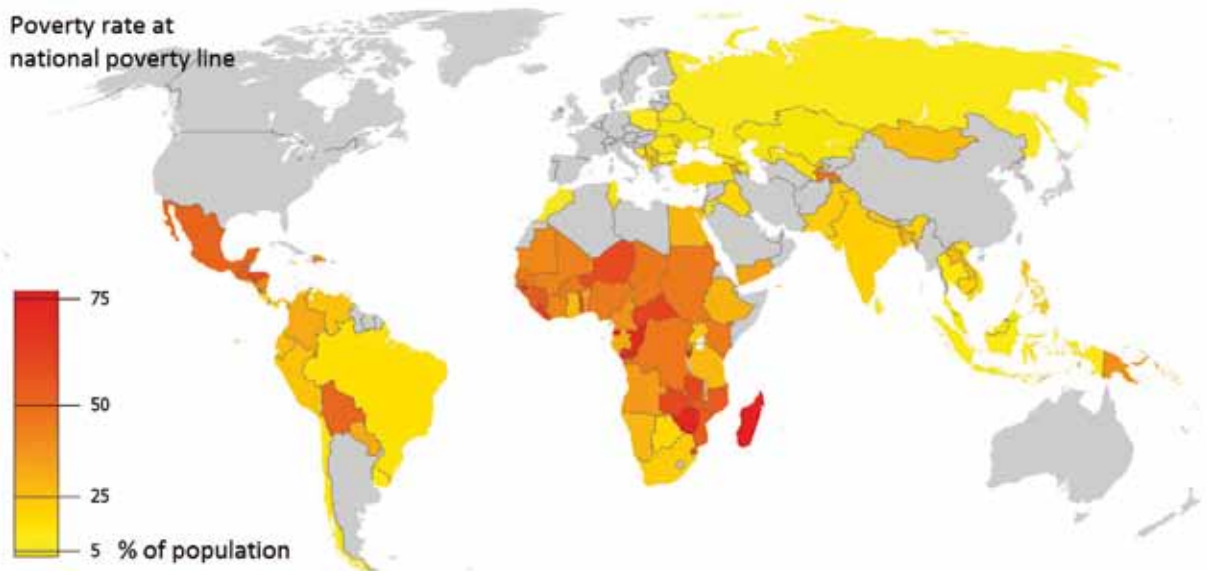 Poverty rate at
national poverty line
75
50
25
5 % of population